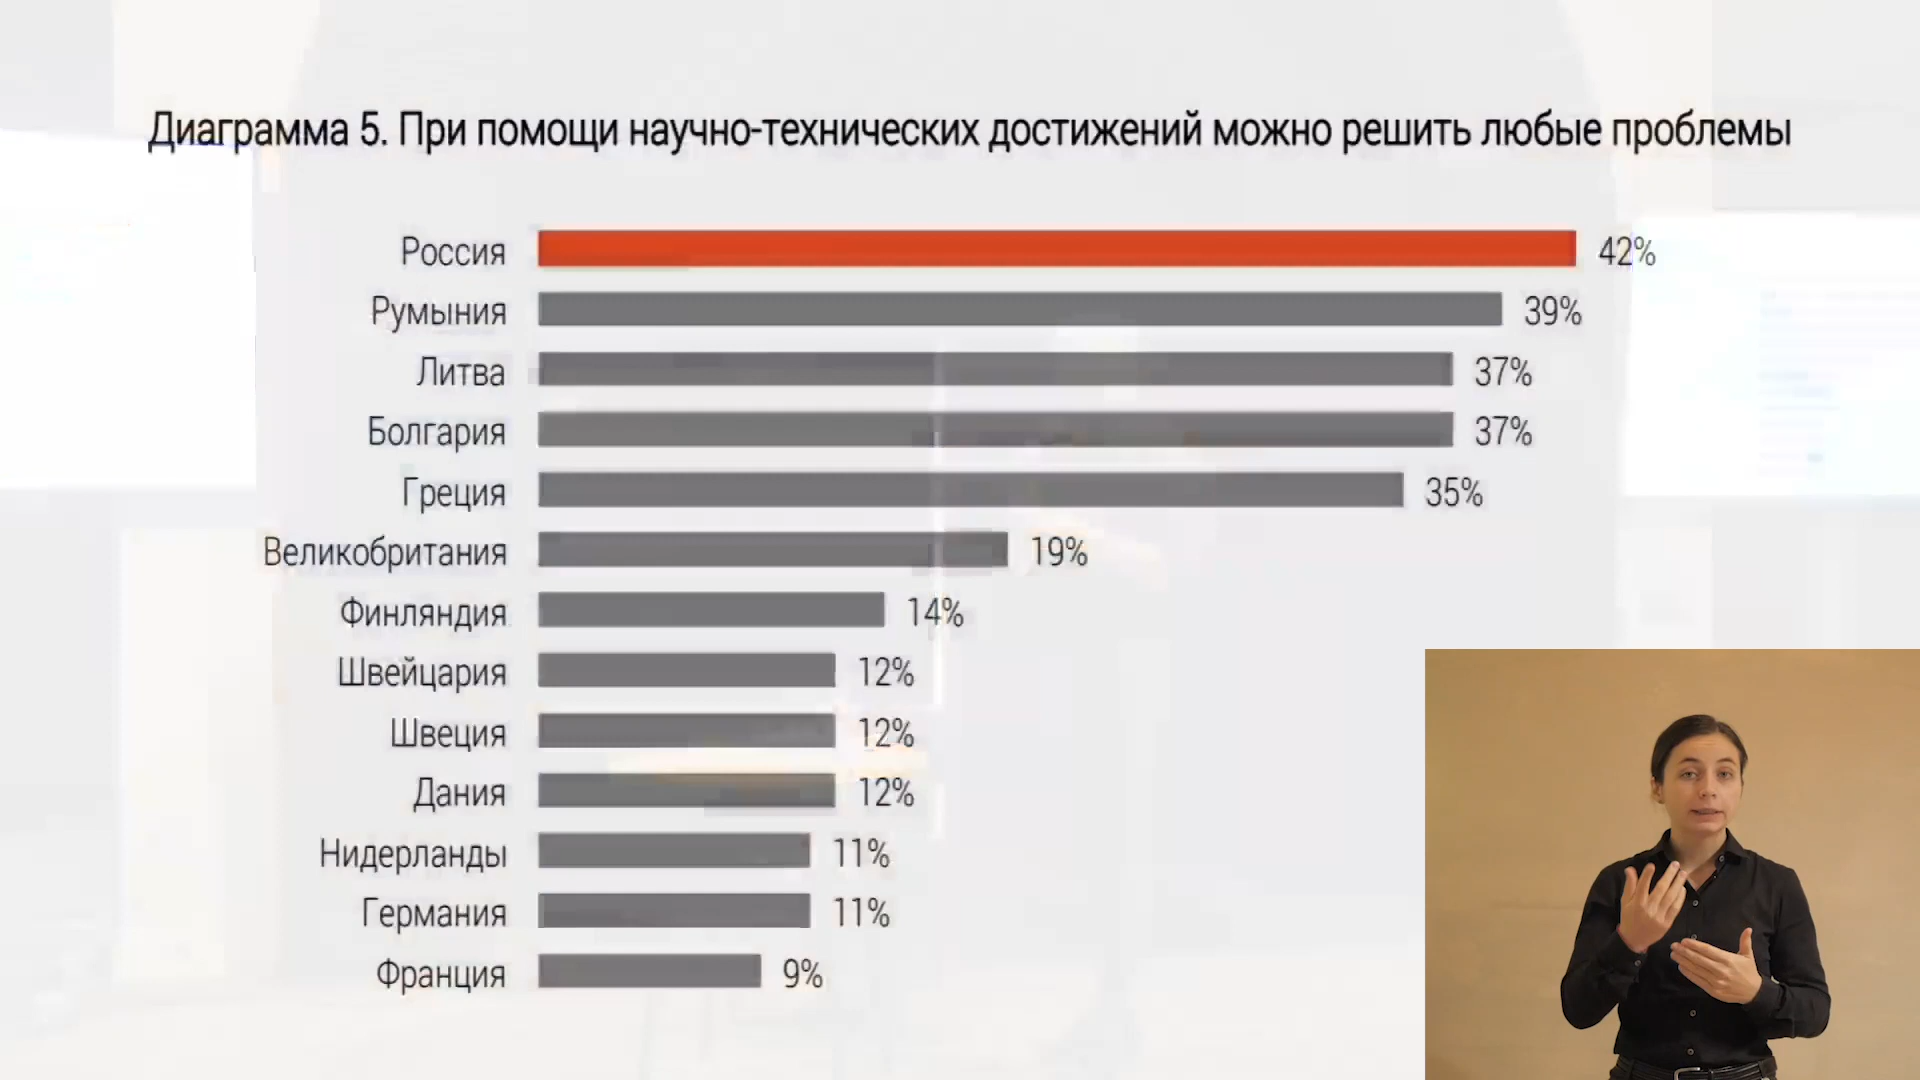 Диаграмма 5. При помощи научно-технических достижений можно решить любые проблемы
Россия 42%
Румыния 39%
Литва 37%
Болгария 37%
Греция 35%
Великобритания 19%
Финляндия 14%
Швейцария 12%
Швеция 12%
Дания 12%
Нидерланды 11%
Германия 11%
Франция 9%